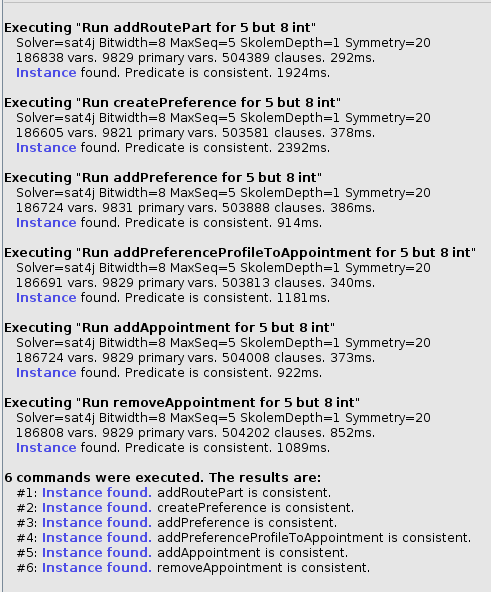 Executing "Run addRoutePart for 5 but 8 int"
Solver=sat4j Bitwidth=8 MaxSeq=5 SkolemDepth=1 Symmetry=20
186838 vars. 9829 primary vars. 504389 clauses. 292ms.
Instance found. Predicate is consistent. 1924ms.
Executing "Run createPreference for 5 but 8 int"
Solver=sat4j Bitwidth=8 MaxSeq=5 SkolemDepth=1 Symmetry=20
186605 vars. 9821 primary vars. 503581 clauses. 378ms.
Instance found. Predicate is consistent. 2392ms.
Executing "Run addPreference for 5 but 8 int"
Solver=sat4j Bitwidth=8 MaxSeq=5 SkolemDepth=1 Symmetry=20
186724 vars. 9831 primary vars. 503888 clauses. 386ms.
Instance found. Predicate is consistent. 914ms.
Executing "Run addPreferenceProfileToAppointment for 5 but 8 int"
Solver=sat4j Bitwidth=8 MaxSeq=5 SkolemDepth=1 Symmetry=20
186691 vars. 9829 primary vars. 503813 clauses. 340ms.
Instance found. Predicate is consistent. 1181ms.
Executing "Run addAppointment for 5 but 8 int"
Solver=sat4j Bitwidth=8 MaxSeq=5 SkolemDepth=1 Symmetry=20
186724 vars. 9829 primary vars. 504008 clauses. 373ms.
Instance found. Predicate is consistent. 922ms.
Executing "Run removeAppointment for 5 but 8 int"
Solver=sat4j Bitwidth=8 MaxSeq=5 SkolemDepth=1 Symmetry=20
186808 vars. 9829 primary vars. 504202 clauses. 852ms.
Instance found. Predicate is consistent. 1089ms.
6 commands were executed. The results are:
#1: Instance found. addRoutePart is consistent.
#2: Instance found. createPreference is consistent.
#3: Instance found. addPreference is consistent.
#4: Instance found. addPreferenceProfileToAppointment is consistent.
#5: Instance found. addAppointment is consistent.
#6: Instance found. removeAppointment is consistent.